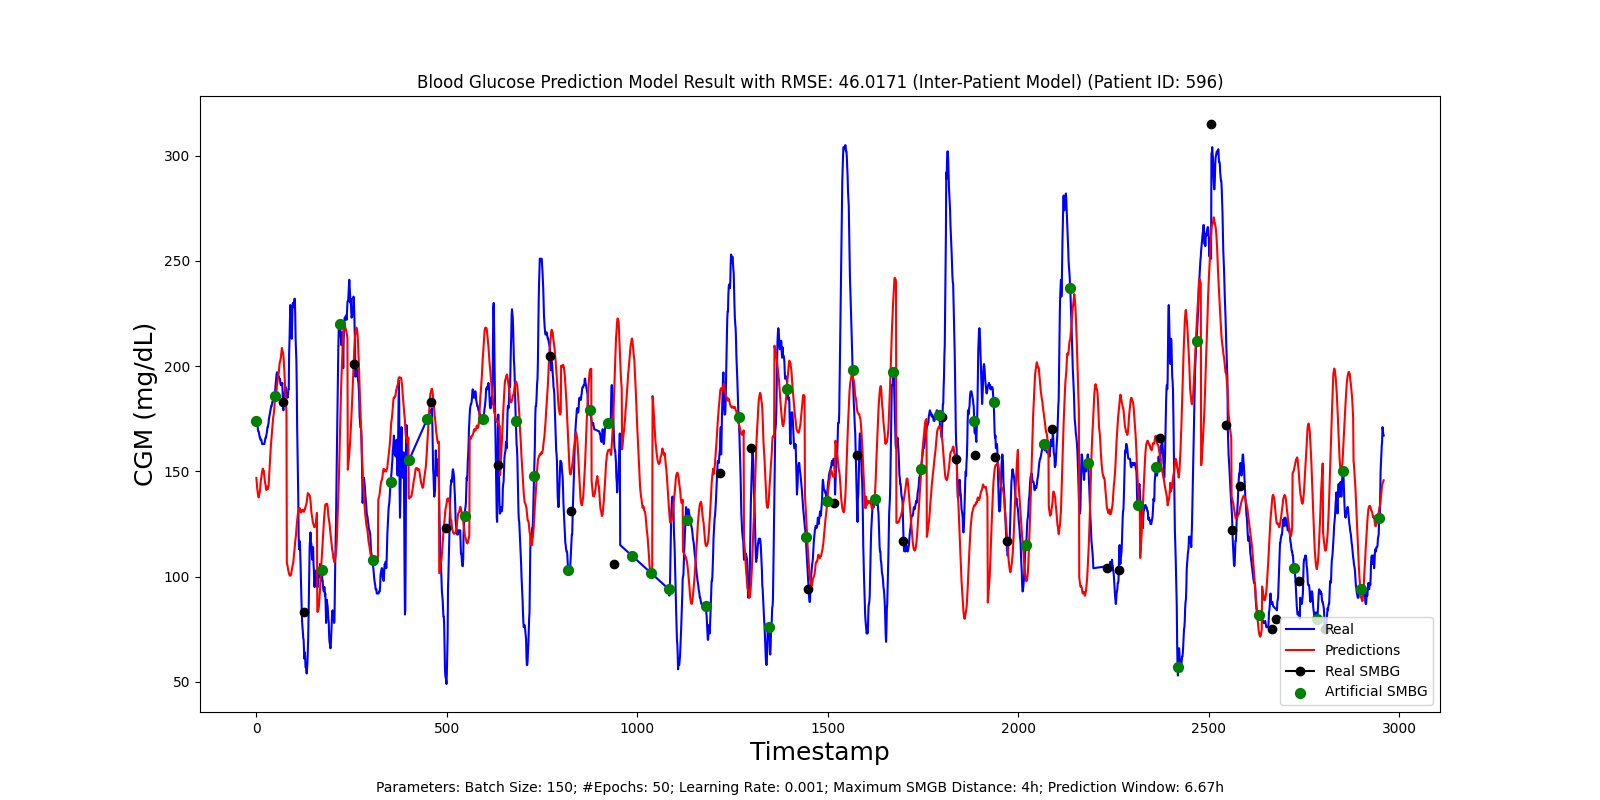 Blood Glucose Prediction Model Result with RMSE: 46.0171 (Inter-Patient Model) (Patient ID: 596)
CGM (mg/dL)
300
250
200
150
100
50
0 500 1000 1500 2000 2500 3000
Timestamp
Real
Predictions
Real SMBG
Artificial SMBG
Parameters: Batch Size: 150; #Epochs: 50; Learning Rate: 0.001; Maximum SMGB Distance: 4h; Prediction Window: 6.67h